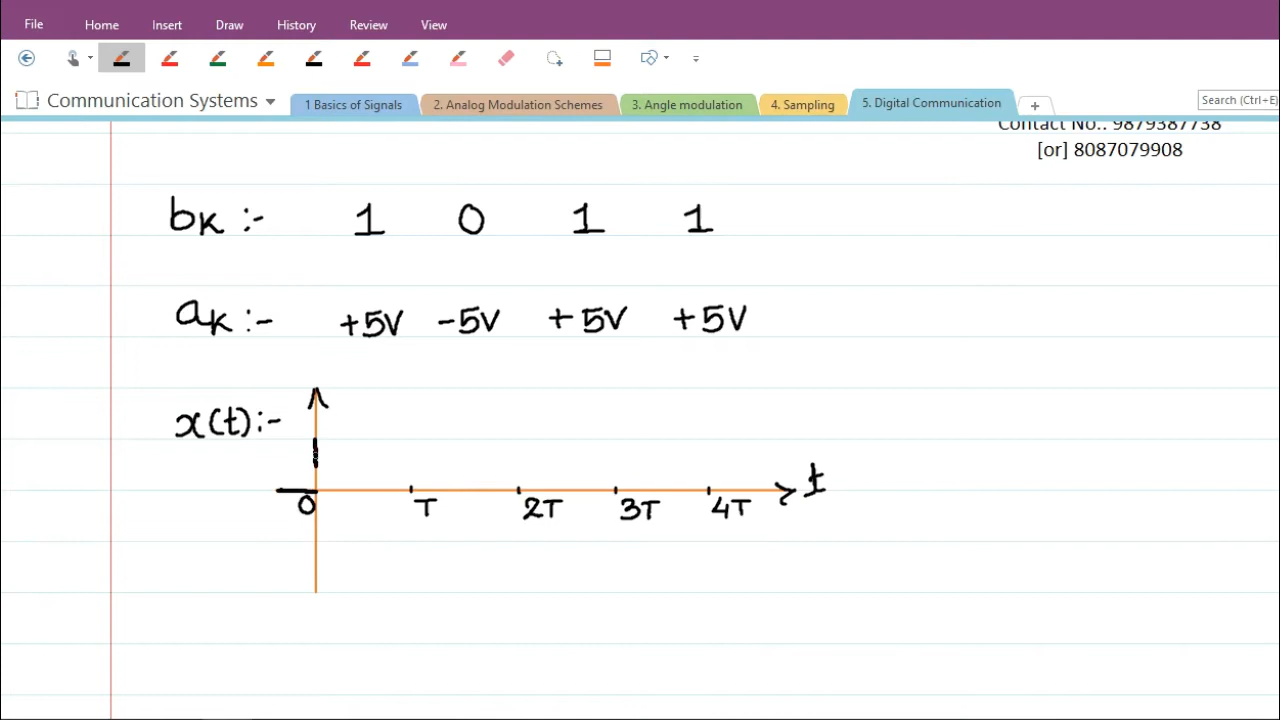 File Home Insert Draw History Review View
Communication Systems 1 Basics of Signals 2. Analog Modulation Schemes 3. Angle modulation 4. Sampling 5. Digital Communication + Search (Ctrl+E)
Contact No.: 9879387738
[or] 8087079908
bK :- 1 0 1 1
aK :- +5V -5V +5V +5V
x(t):-
t
0 T 2T 3T 4T